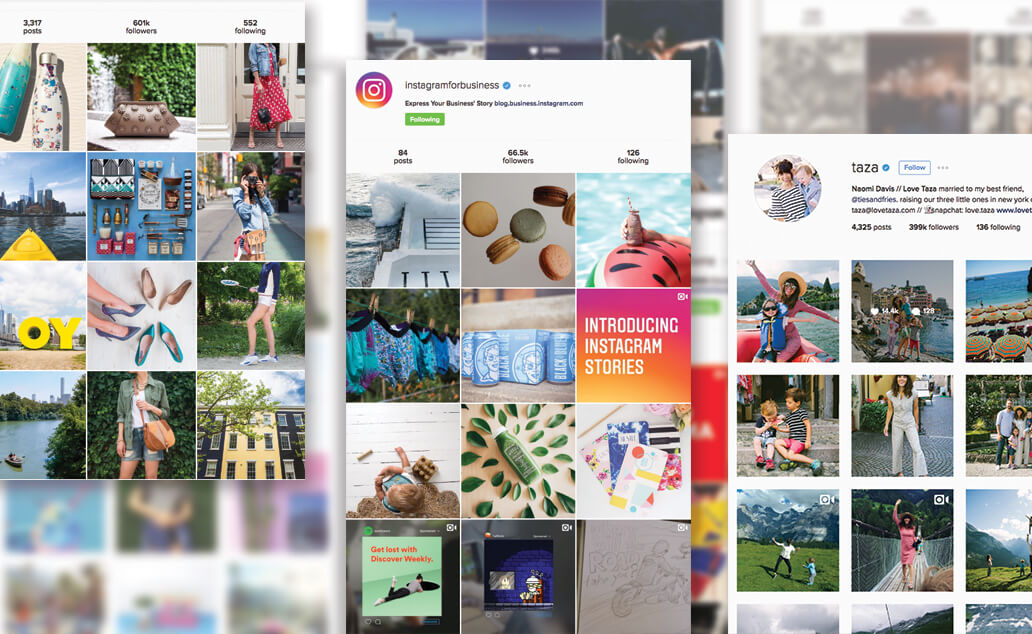 3,317 601k 552
posts followers following
OY
instagramforbusiness
Express Your Business' Story blog.business.instagram.com
Following
84 66.5k 126
posts followers following
INTRODUCING
INSTAGRAM
STORIES
Get lost with
Discover Weekly.
taza Follow
Naomi Davis // Love Taza married to my best friend,
@tiesandfries. raising our three little ones in new york
taza@lovetaza.com // snapchat: love.taza www.lovet
4,325 posts 399k followers 136 following
14.4k 128